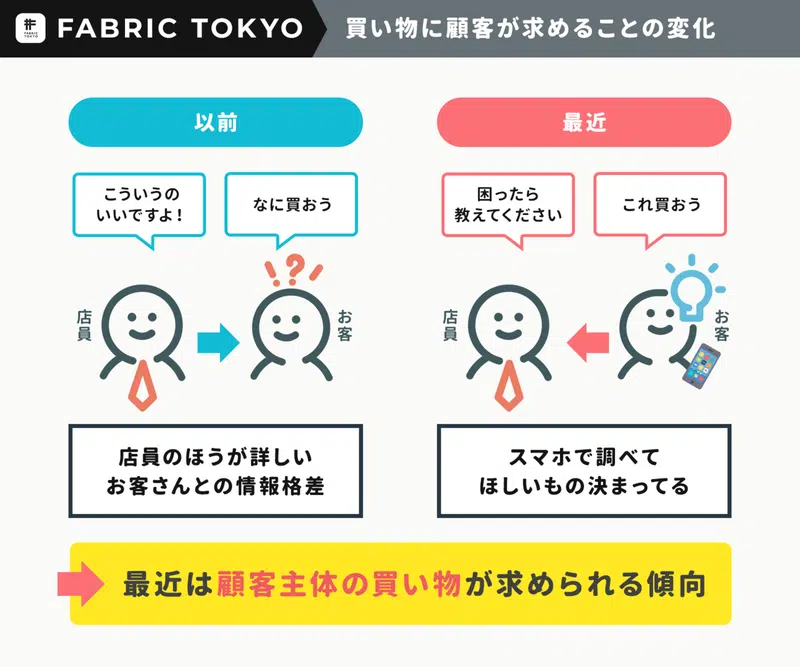 FABRIC TOKYO
FABRIC TOKYO
買い物に顧客が求めることの変化
以前
こういうの
いいですよ！
なに買おう
店員
お客
店員のほうが詳しい
お客さんとの情報格差
最近
困ったら
教えてください
これ買おう
店員
お客
スマホで調べて
ほしいもの決まってる
最近は顧客主体の買い物が求められる傾向